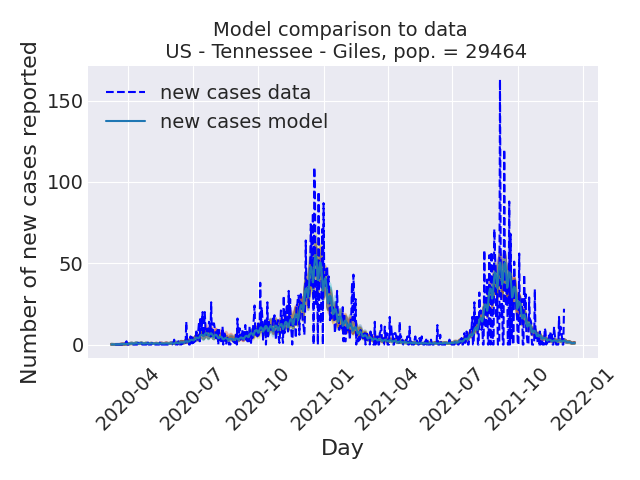 Model comparison to data
US - Tennessee - Giles, pop. = 29464
Number of new cases reported
150
100
50
0
new cases data
new cases model
2020-04
2020-07
2020-10
2021-01
2021-04
2021-07
2021-10
2022-01
Day